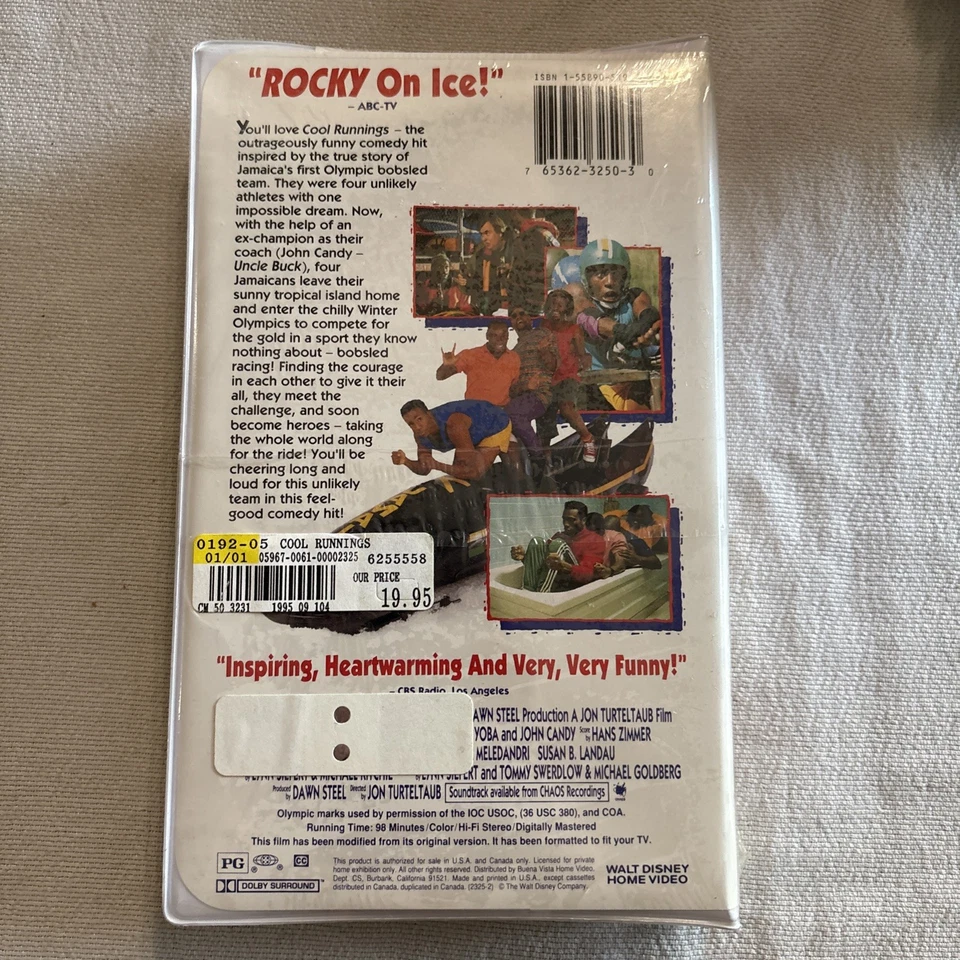 "ROCKY On Ice!"
– ABC-TV
ISBN 1-55890-
7 65362-3250-3 0
You'll love Cool Runnings – the
outrageously funny comedy hit
inspired by the true story of
Jamaica's first Olympic bobsled
team. They were four unlikely
athletes with one
impossible dream. Now,
with the help of an
ex-champion as their
coach (John Candy –
Uncle Buck), four
Jamaicans leave their
sunny tropical island home
and enter the chilly Winter
Olympics to compete for
the gold in a sport they know
nothing about – bobsled
racing! Finding the courage
in each other to give it their
all, they meet the
challenge, and soon
become heroes – taking
the whole world along
for the ride! You'll be
cheering long and
loud for this unlikely
team in this feel-
good comedy hit!
0192-05 COOL RUNNINGS
01/01 05967-0061-00002325 6255558
OUR PRICE
19.95
CM 50 3231 1995 09 104
"Inspiring, Heartwarming And Very, Very Funny!"
– CBS Radio, Los Angeles
DAWN STEEL Production A JON TURTELTAUB Film
YOBA and JOHN CANDY Score by HANS ZIMMER
MELEDANDRI SUSAN B. LANDAU
by LYNN SIEFERT & MICHAEL RITCHIE by LYNN SIEFERT and TOMMY SWERDLOW & MICHAEL GOLDBERG
Produced by DAWN STEEL Directed by JON TURTELTAUB Soundtrack available from CHAOS Recordings
Olympic marks used by permission of the IOC USOC, (36 USC 380), and COA.
Running Time: 98 Minutes/Color/Hi-Fi Stereo/Digitally Mastered
This film has been modified from its original version. It has been formatted to fit your TV.
PG CC
DOLBY SURROUND
This product is authorized for sale in U.S.A. and Canada only. Licensed for private
home exhibition only. All other rights reserved. Distributed by Buena Vista Home Video,
Dept. CS, Burbank, California 91521. Made and printed in U.S.A., except cassettes
distributed in Canada, duplicated in Canada. (2325-2) © The Walt Disney Company.
WALT DISNEY
HOME VIDEO